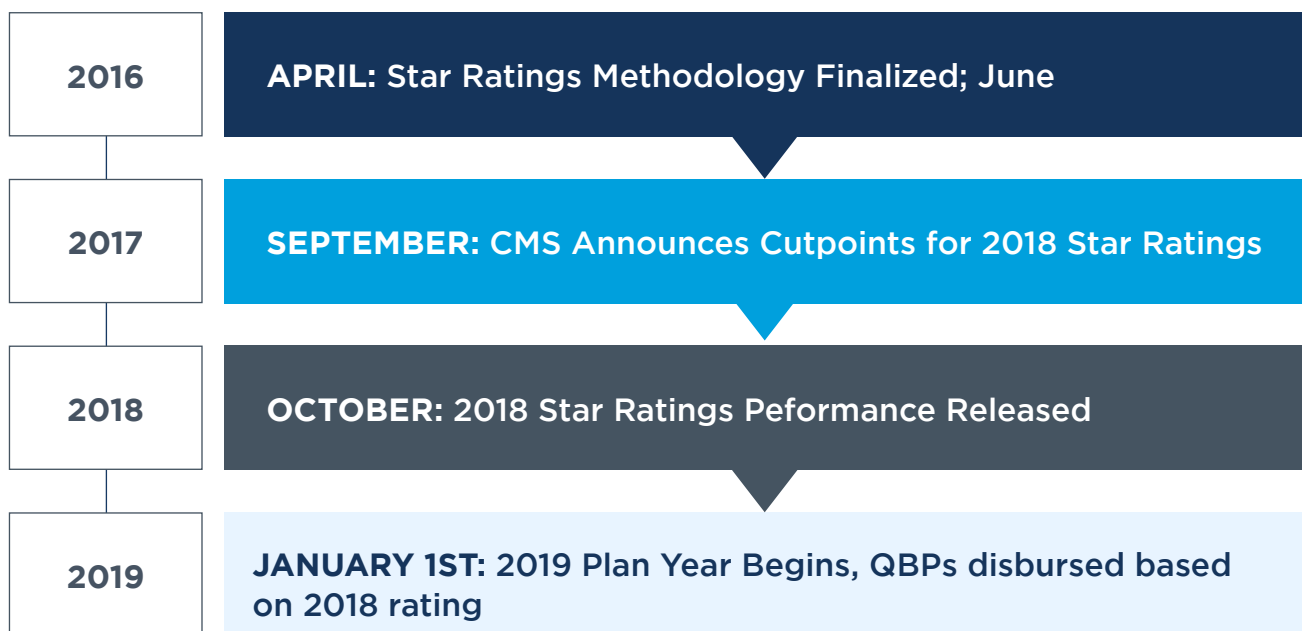 2016
APRIL: Star Ratings Methodology Finalized; June
2017
SEPTEMBER: CMS Announces Cutpoints for 2018 Star Ratings
2018
OCTOBER: 2018 Star Ratings Peformance Released
2019
JANUARY 1ST: 2019 Plan Year Begins, QBPs disbursed based
on 2018 rating